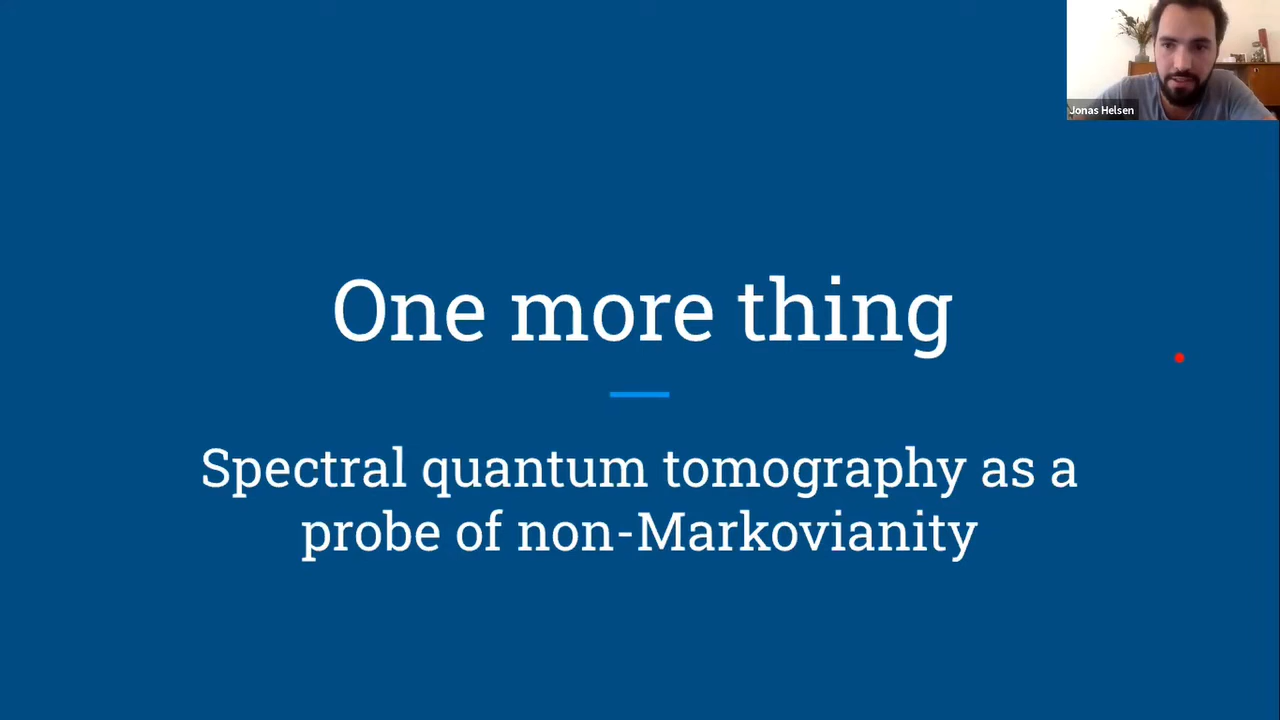 Jonas Helsen
One more thing
Spectral quantum tomography as a
probe of non-Markovianity